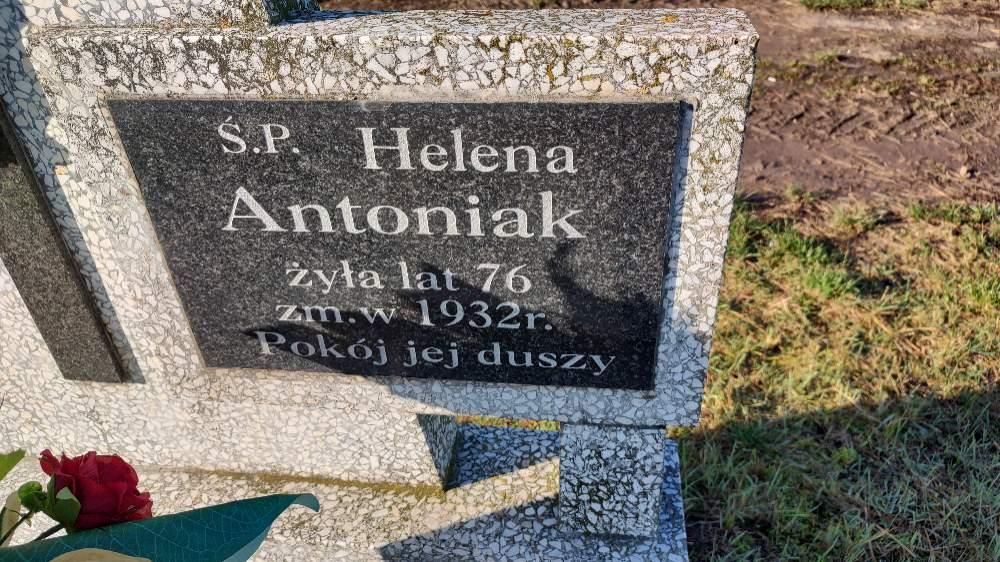 Ś.P. Helena
Antoniak
żyła lat 76
zm. w 1932r.
Pokój jej duszy